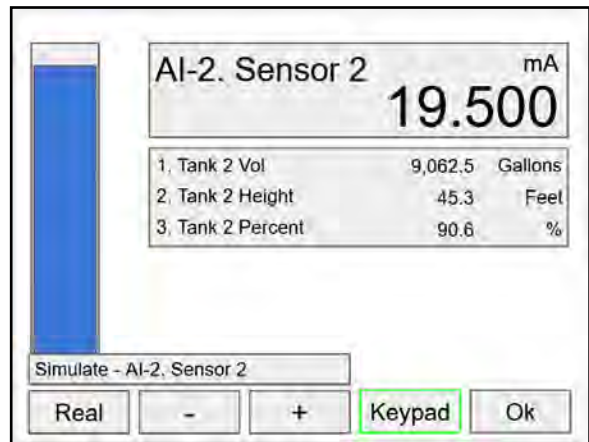 AI-2. Sensor 2 mA
19.500
1. Tank 2 Vol 9,062.5 Gallons
2. Tank 2 Height 45.3 Feet
3. Tank 2 Percent 90.6 %
Simulate - AI-2. Sensor 2
Real - + Keypad Ok